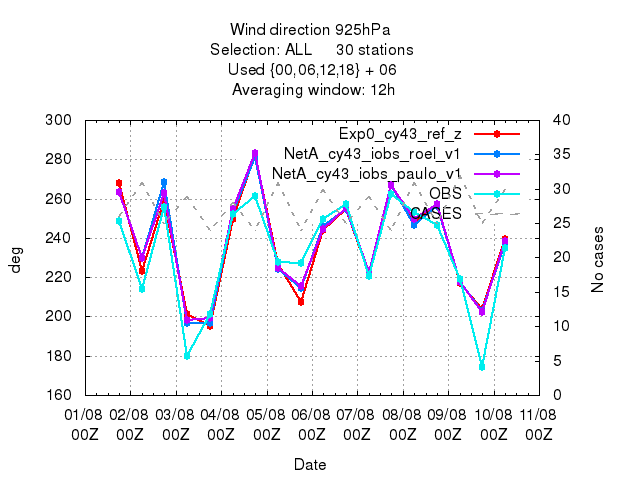 Wind direction 925hPa
Selection: ALL 30 stations
Used {00,06,12,18} + 06
Averaging window: 12h
300 40
Exp0_cy43_ref_z
280 35
NetA_cy43_iobs_roel_v1
NetA_cy43_iobs_paulo_v1
30
OBS
260
CASES
25
240
deg
No cases
20
220
15
200
10
180
5
160 0
01/08 02/08 03/08 04/08 05/08 06/08 07/08 08/08 09/08 10/08 11/08
00Z 00Z 00Z 00Z 00Z 00Z 00Z 00Z 00Z 00Z 00Z
Date